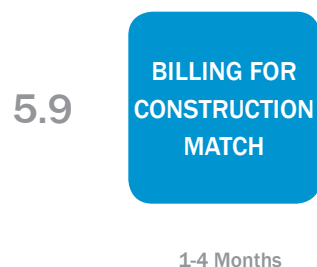 5.9
BILLING FOR
CONSTRUCTION
MATCH
1-4 Months